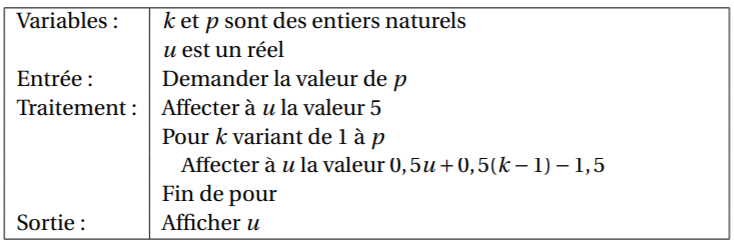 Variables : k et p sont des entiers naturels
u est un réel
Entrée : Demander la valeur de p
Traitement : Affecter à u la valeur 5
Pour k variant de 1 à p
Affecter à u la valeur 0,5u+0,5(k−1)−1,5
Fin de pour
Sortie : Afficher u